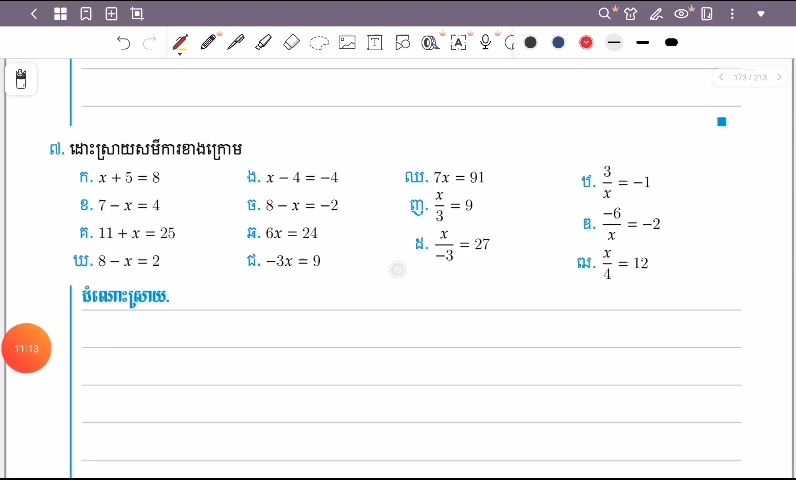 173 / 213
៧. ដោះស្រាយសមីការខាងក្រោម
ក. x + 5 = 8
ខ. 7 − x = 4
គ. 11 + x = 25
ឃ. 8 − x = 2
ង. x − 4 = −4
ច. 8 − x = −2
ឆ. 6x = 24
ជ. −3x = 9
ឈ. 7x = 91
ញ. x/3 = 9
ដ. x/−3 = 27
ឋ. 3/x = −1
ឌ. −6/x = −2
ឍ. x/4 = 12
ដំណោះស្រាយ.
11:13